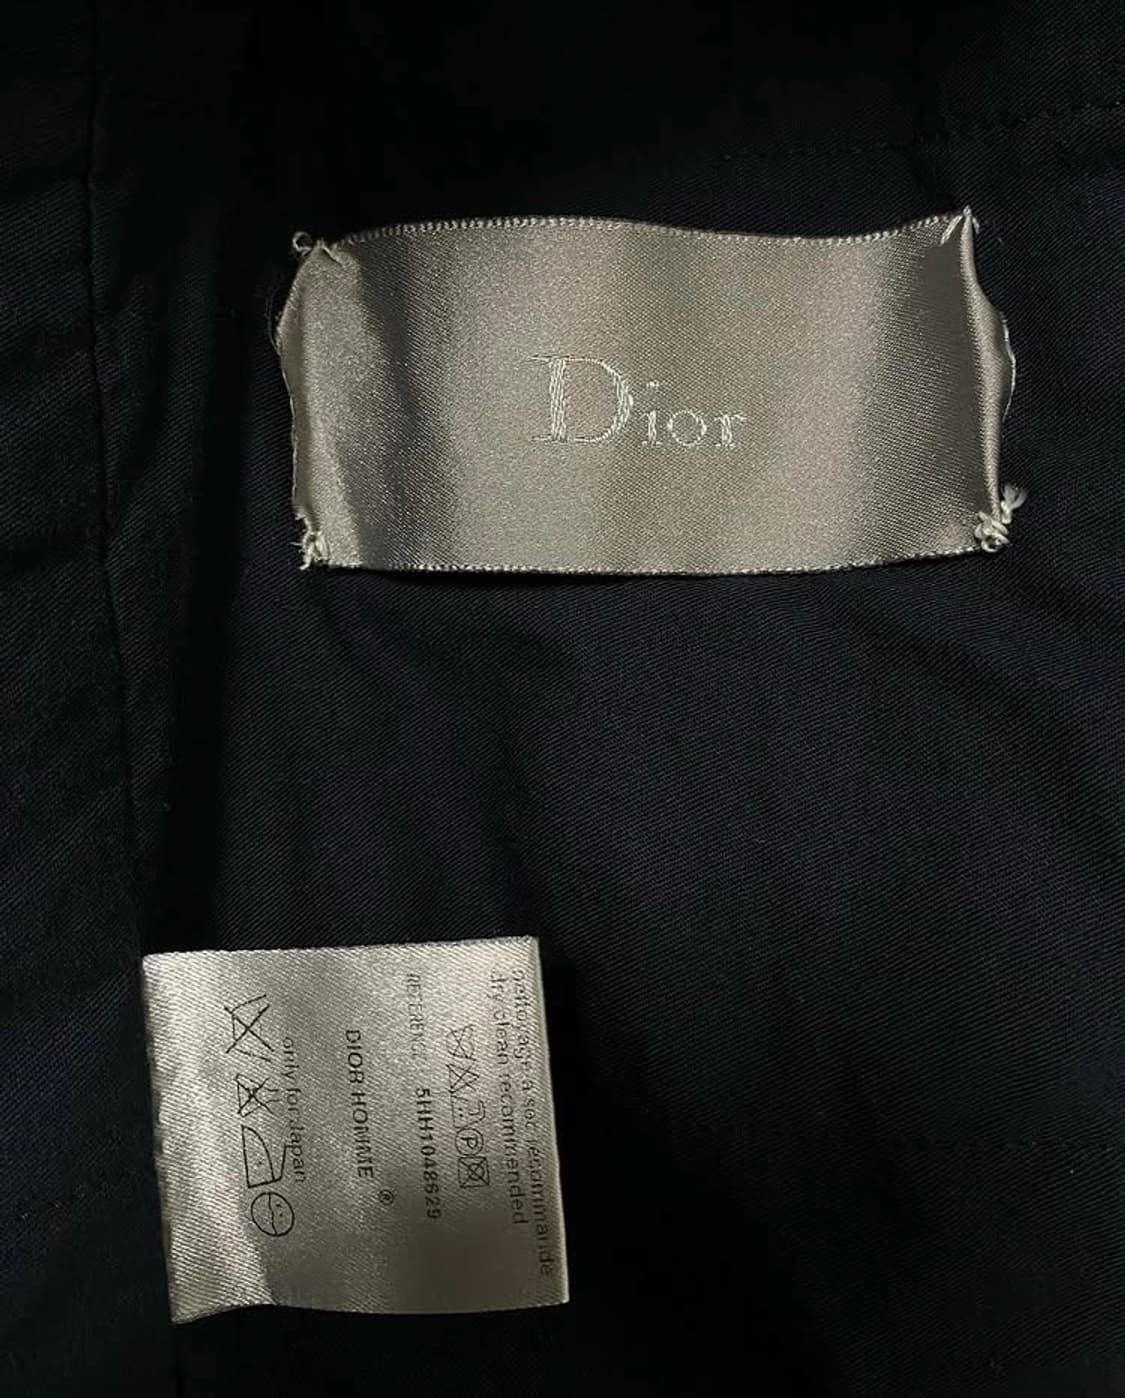 Dior
nettoyage a sec recommande
dry clean recommended
P
REFERENCE 5HH1048629
DIOR HOMME ®
only for Japan